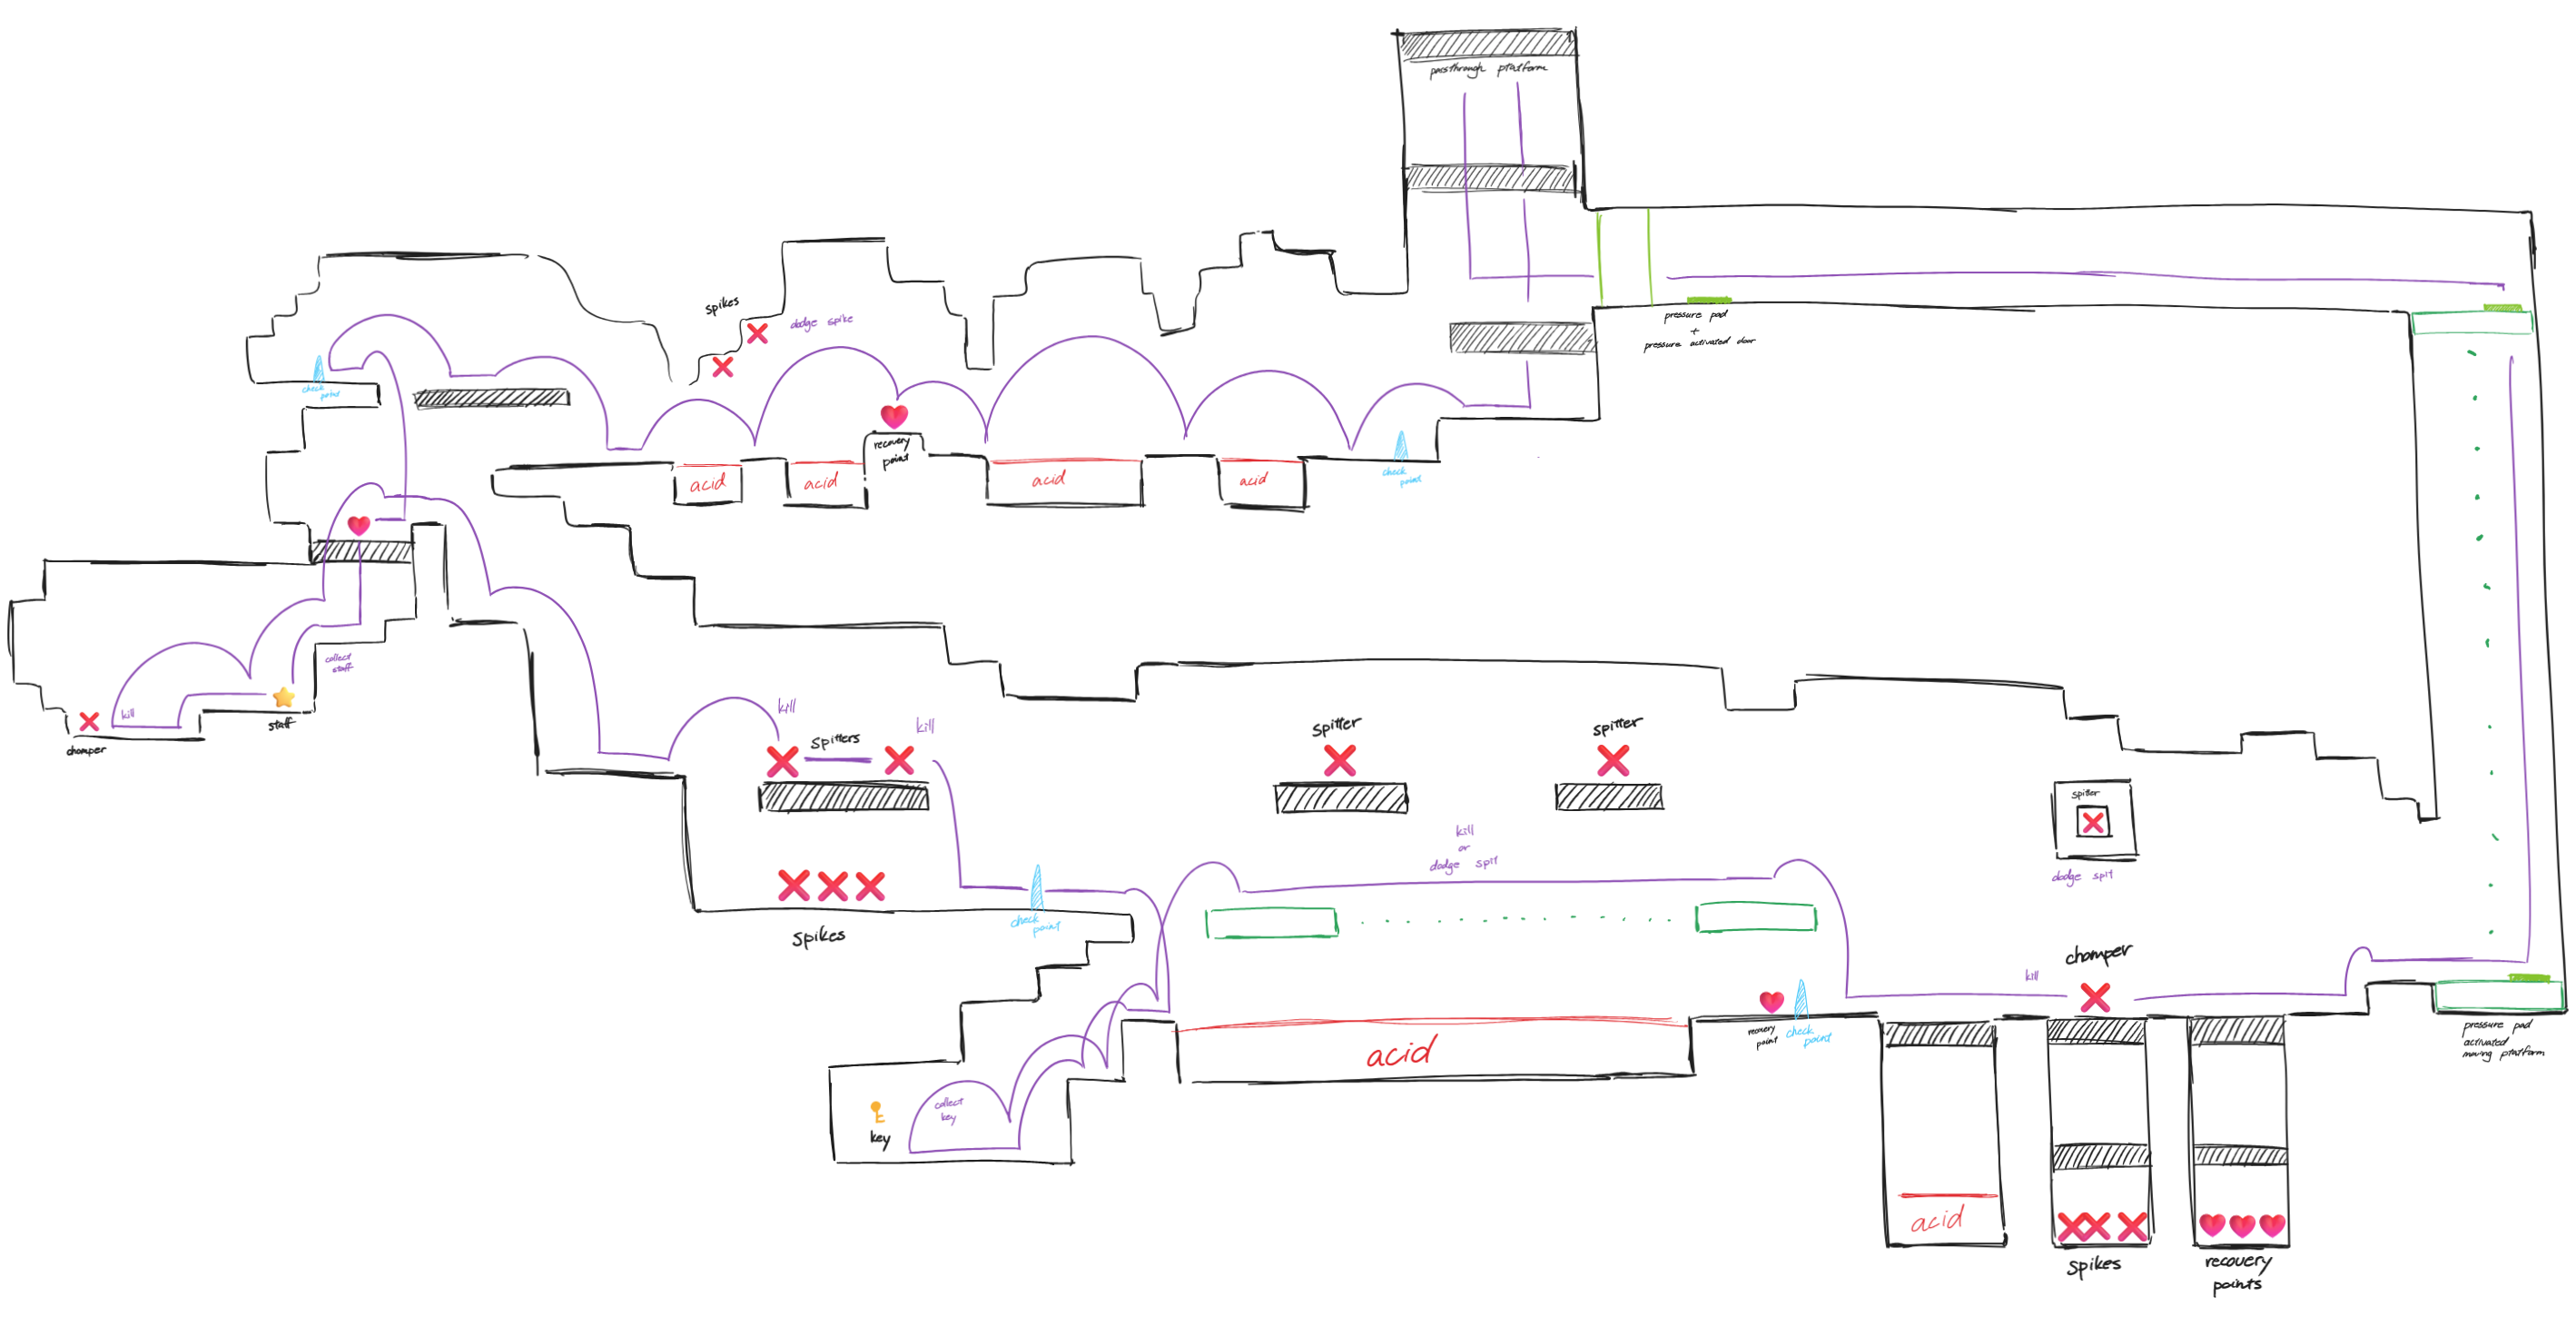 passthrough platform
spikes
dodge spike
pressure pad
+
pressure activated door
check
point
recovery
point
acid
acid
acid
acid
check
point
collect
staff
kill
staff
chomper
kill
spitters
kill
spitter
spitter
spitter
kill
or
dodge spit
dodge spit
check
point
spikes
chomper
kill
acid
recovery
point
check
point
pressure pad
activated
moving platform
collect
key
key
acid
spikes
recovery
points